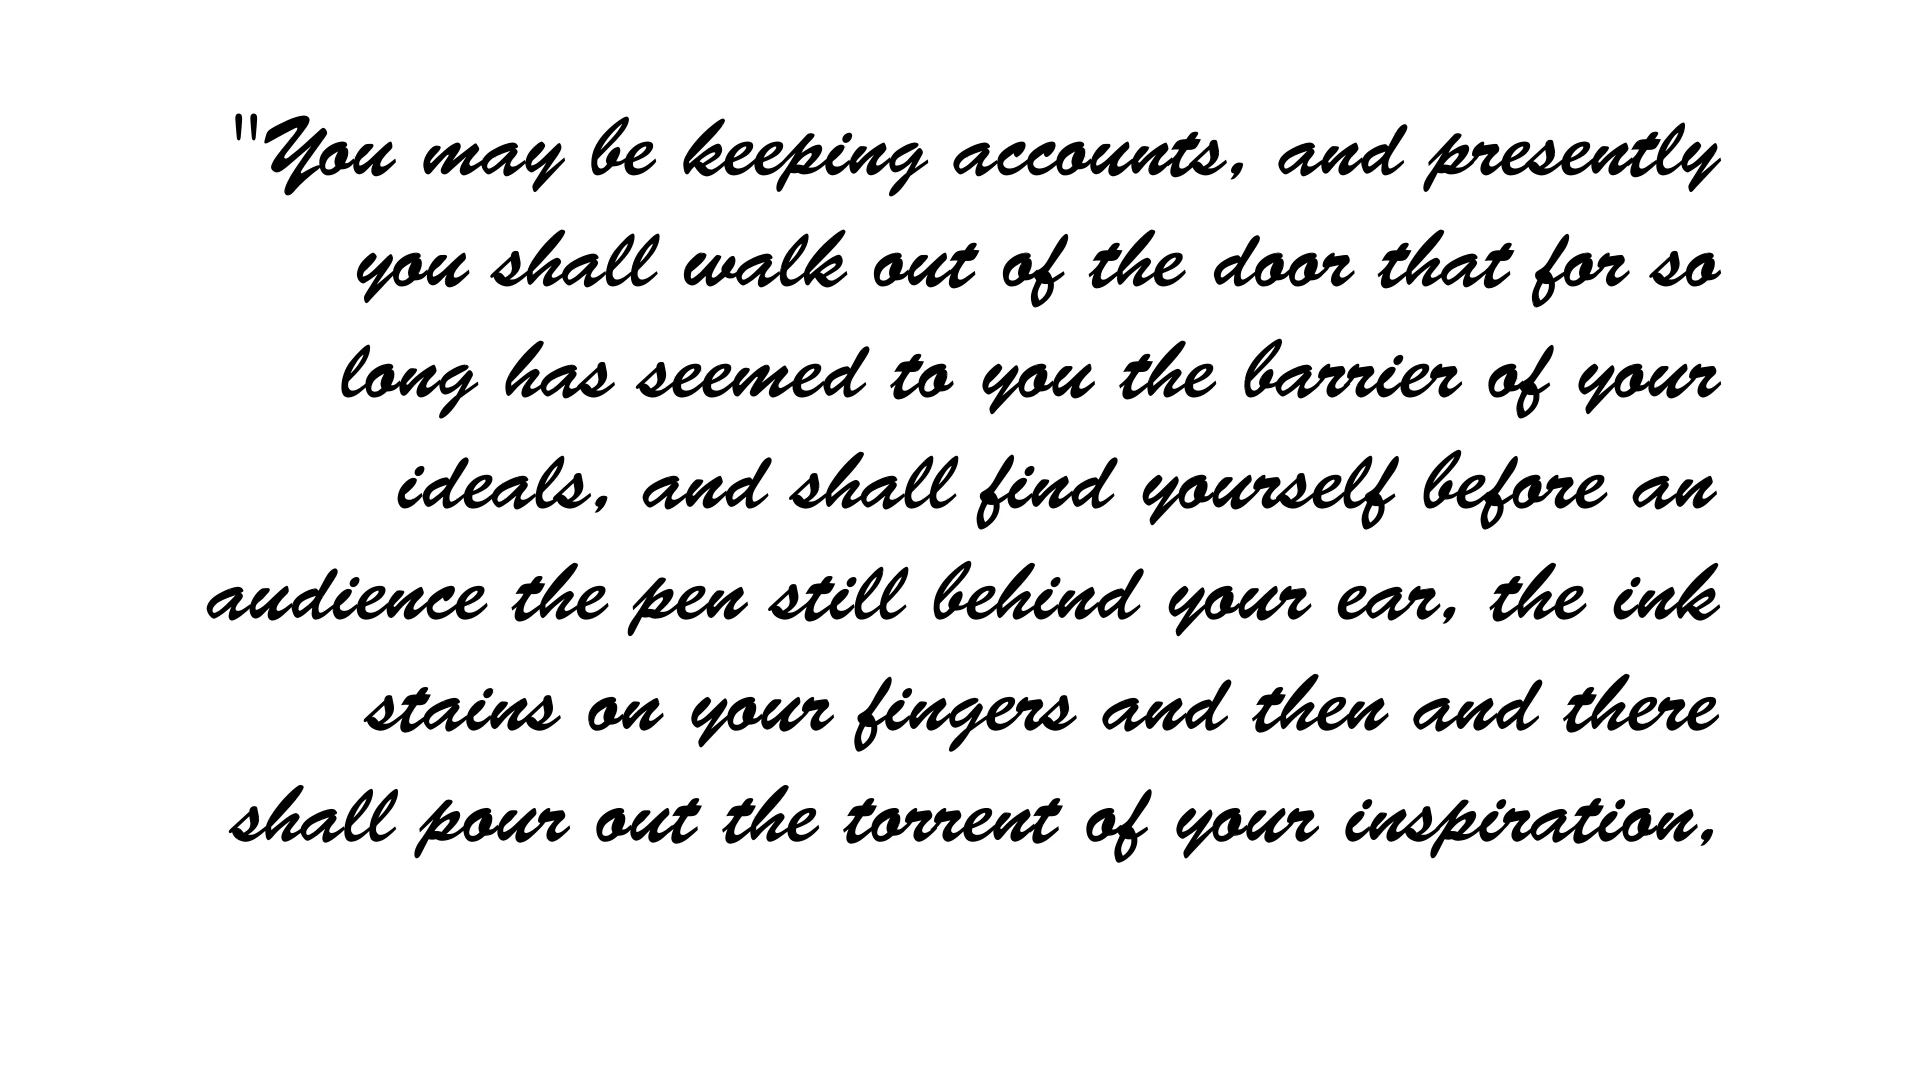 "You may be keeping accounts, and presently
you shall walk out of the door that for so
long has seemed to you the barrier of your
ideals, and shall find yourself before an
audience the pen still behind your ear, the ink
stains on your fingers and then and there
shall pour out the torrent of your inspiration,